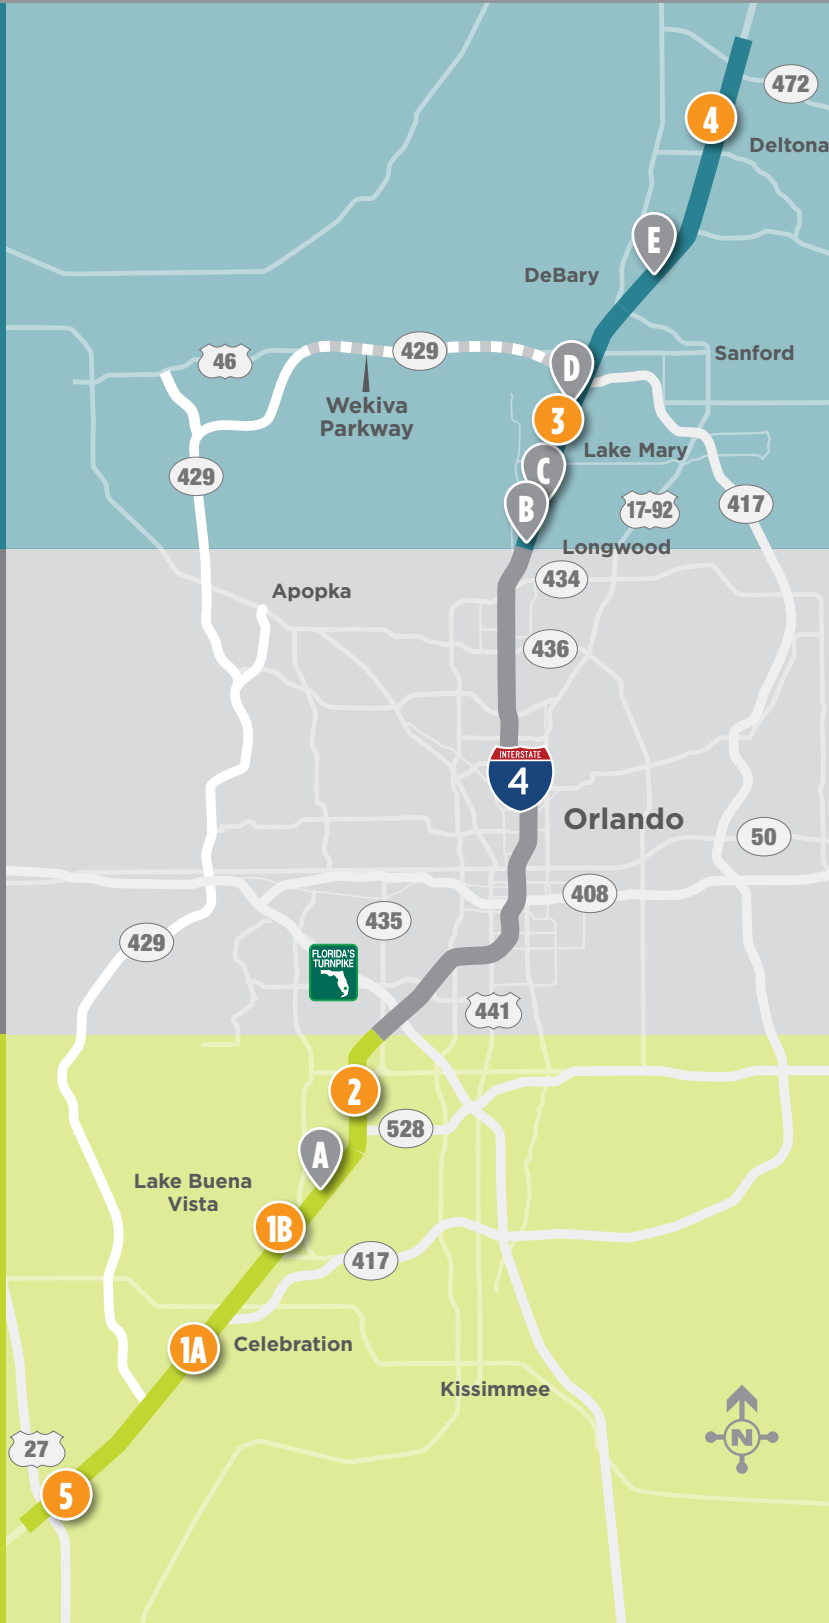 472
4
Deltona
E
DeBary
46
429
D
Sanford
Wekiva
Parkway
3
Lake Mary
C
429
B
17-92
417
Longwood
434
Apopka
436
INTERSTATE
4
Orlando
50
408
435
429
FLORIDA'S
TURNPIKE
441
2
528
A
Lake Buena
Vista
1B
417
1A
Celebration
Kissimmee
N
27
5